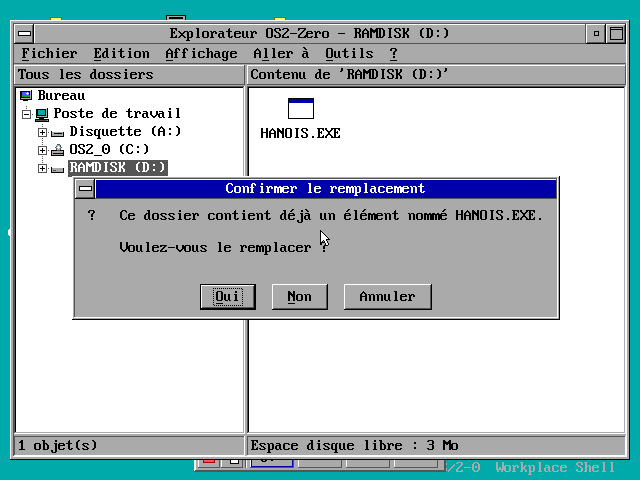 Explorateur OS2-Zero - RAMDISK (D:)
Fichier Edition Affichage Aller à Outils ?
Tous les dossiers
Contenu de 'RAMDISK (D:)'
Bureau
Poste de travail
Disquette (A:)
OS2_0 (C:)
RAMDISK (D:)
HANOIS.EXE
Confirmer le remplacement
? Ce dossier contient déjà un élément nommé HANOIS.EXE.
Voulez-vous le remplacer ?
Oui Non Annuler
1 objet(s)
Espace disque libre : 3 Mo
/2-0 Workplace Shell